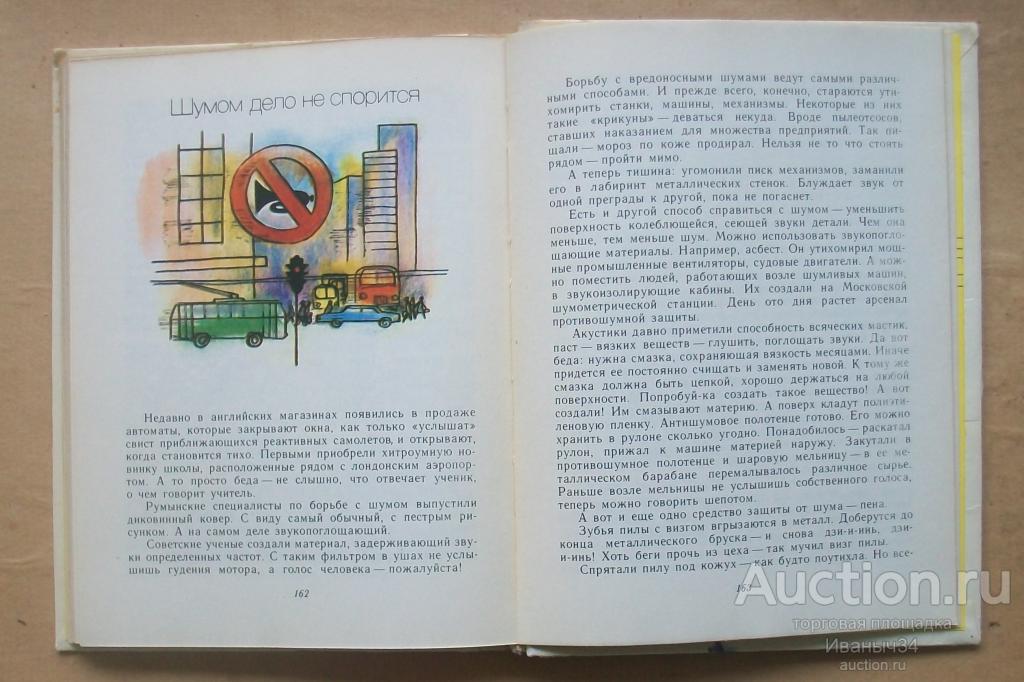 Шумом дело не спорится
Недавно в английских магазинах появились в продаже
автоматы, которые закрывают окна, как только «услышат»
свист приближающихся реактивных самолетов, и открывают,
когда становится тихо. Первыми приобрели хитроумную но-
винку школы, расположенные рядом с лондонским аэропор-
том. А то просто беда — не слышно, что отвечает ученик,
о чем говорит учитель.
Румынские специалисты по борьбе с шумом выпустили
диковинный ковер. С виду самый обычный, с пестрым ри-
сунком. А на самом деле звукопоглощающий.
Советские ученые создали материал, задерживающий зву-
ки определенных частот. С таким фильтром в ушах не услы-
шишь гудения мотора, а голос человека — пожалуйста!
162
Борьбу с вредоносными шумами ведут самыми различ-
ными способами. И прежде всего, конечно, стараются ути-
хомирить станки, машины, механизмы. Некоторые из них
такие «крикуны» — деваться некуда. Вроде пылеотсосов,
ставших наказанием для множества предприятий. Так пи-
щали — мороз по коже продирал. Нельзя не то что стоять
рядом — пройти мимо.
А теперь тишина: угомонили писк механизмов, заманили
его в лабиринт металлических стенок. Блуждает звук от
одной преграды к другой, пока не погаснет.
Есть и другой способ справиться с шумом — уменьшить
поверхность колеблющейся, сеющей звуки детали. Чем она
меньше, тем меньше шум. Можно использовать звукопогло-
щающие материалы. Например, асбест. Он утихомирил мощ-
ные промышленные вентиляторы, судовые двигатели. А мож-
но поместить людей, работающих возле шумливых машин,
в звукоизолирующие кабины. Их создали на Московской
шумометрической станции. День ото дня растет арсенал
противошумной защиты.
Акустики давно приметили способность всяческих мастик,
паст — вязких веществ — глушить, поглощать звуки. Да вот
беда: нужна смазка, сохраняющая вязкость месяцами. Иначе
придется ее постоянно счищать и заменять новой. К тому же
смазка должна быть цепкой, хорошо держаться на любой
поверхности. Попробуй-ка создать такое вещество! А вот
создали! Им смазывают материю. А поверх кладут полиэти-
леновую пленку. Антишумовое полотенце готово. Его можно
хранить в рулоне сколько угодно. Понадобилось — раскатал
рулон, прижал к машине материей наружу. Закутали в
противошумное полотенце и шаровую мельницу — в ее ме-
таллическом барабане перемалывалось различное сырье.
Раньше возле мельницы не услышишь собственного голоса,
теперь можно говорить шепотом.
А вот и еще одно средство защиты от шума — пена.
Зубья пилы с визгом вгрызаются в металл. Доберутся до
конца металлического бруска — и снова дзи-и-инь, дзи-
и-инь! Хоть беги прочь из цеха — так мучил визг пилы.
Спрятали пилу под кожух — как будто поутихла. Но все-
163
Auction.ru
торговая площадка
Иваныч34
auction.ru